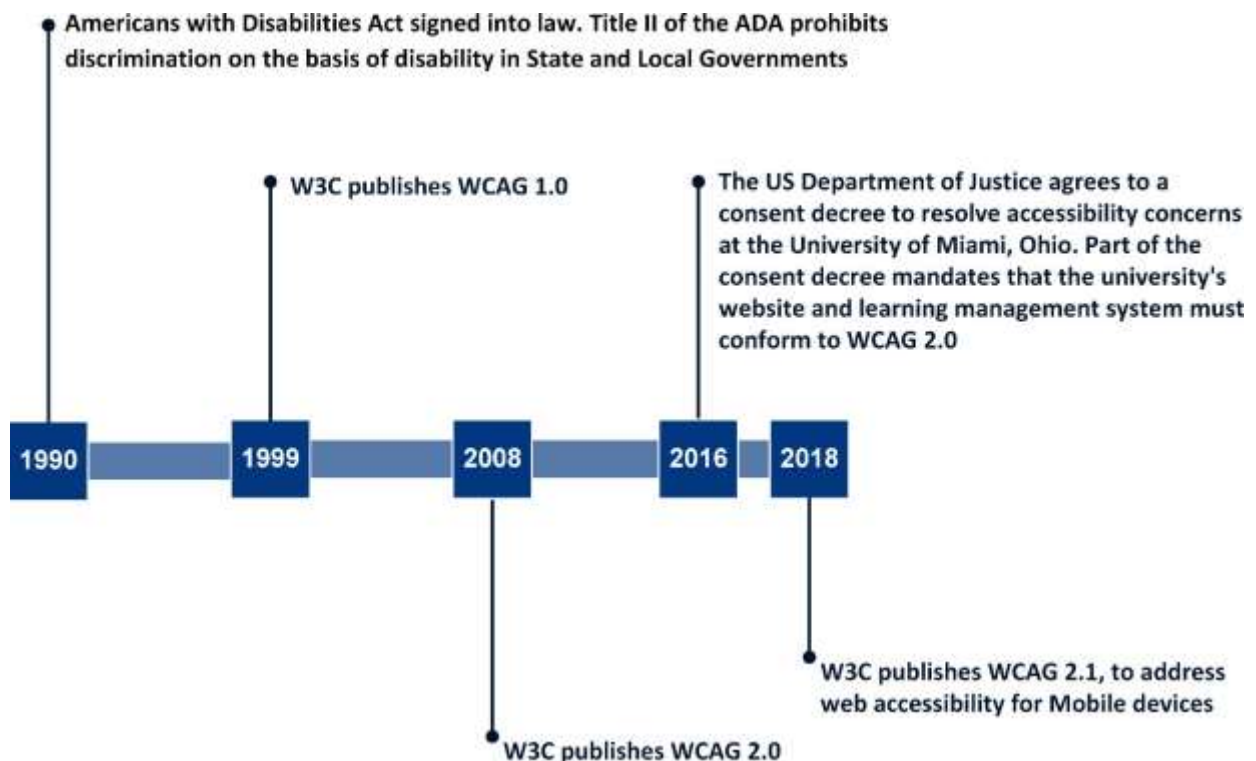 Americans with Disabilities Act signed into law. Title II of the ADA prohibits
discrimination on the basis of disability in State and Local Governments
W3C publishes WCAG 1.0
The US Department of Justice agrees to a
consent decree to resolve accessibility concerns
at the University of Miami, Ohio. Part of the
consent decree mandates that the university's
website and learning management system must
conform to WCAG 2.0
1990
1999
2008
2016
2018
W3C publishes WCAG 2.1, to address
web accessibility for Mobile devices
W3C publishes WCAG 2.0